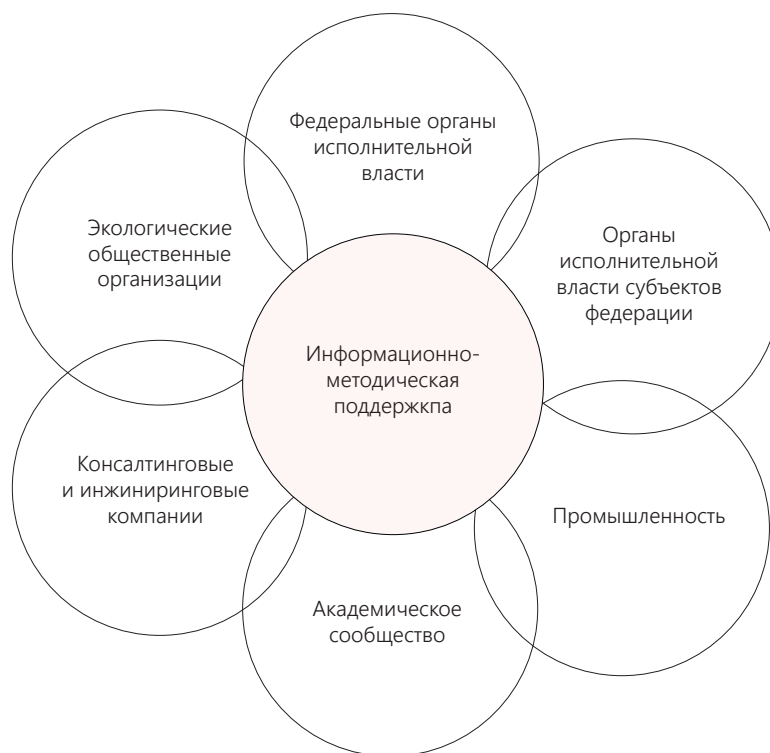 Федеральные органы
исполнительной
власти
Экологические
общественные
организации
Органы
исполнительной
власти субъектов
федерации
Информационно-
методическая
поддержкпа
Консалтинговые
и инжиниринговые
компании
Промышленность
Академическое
сообщество